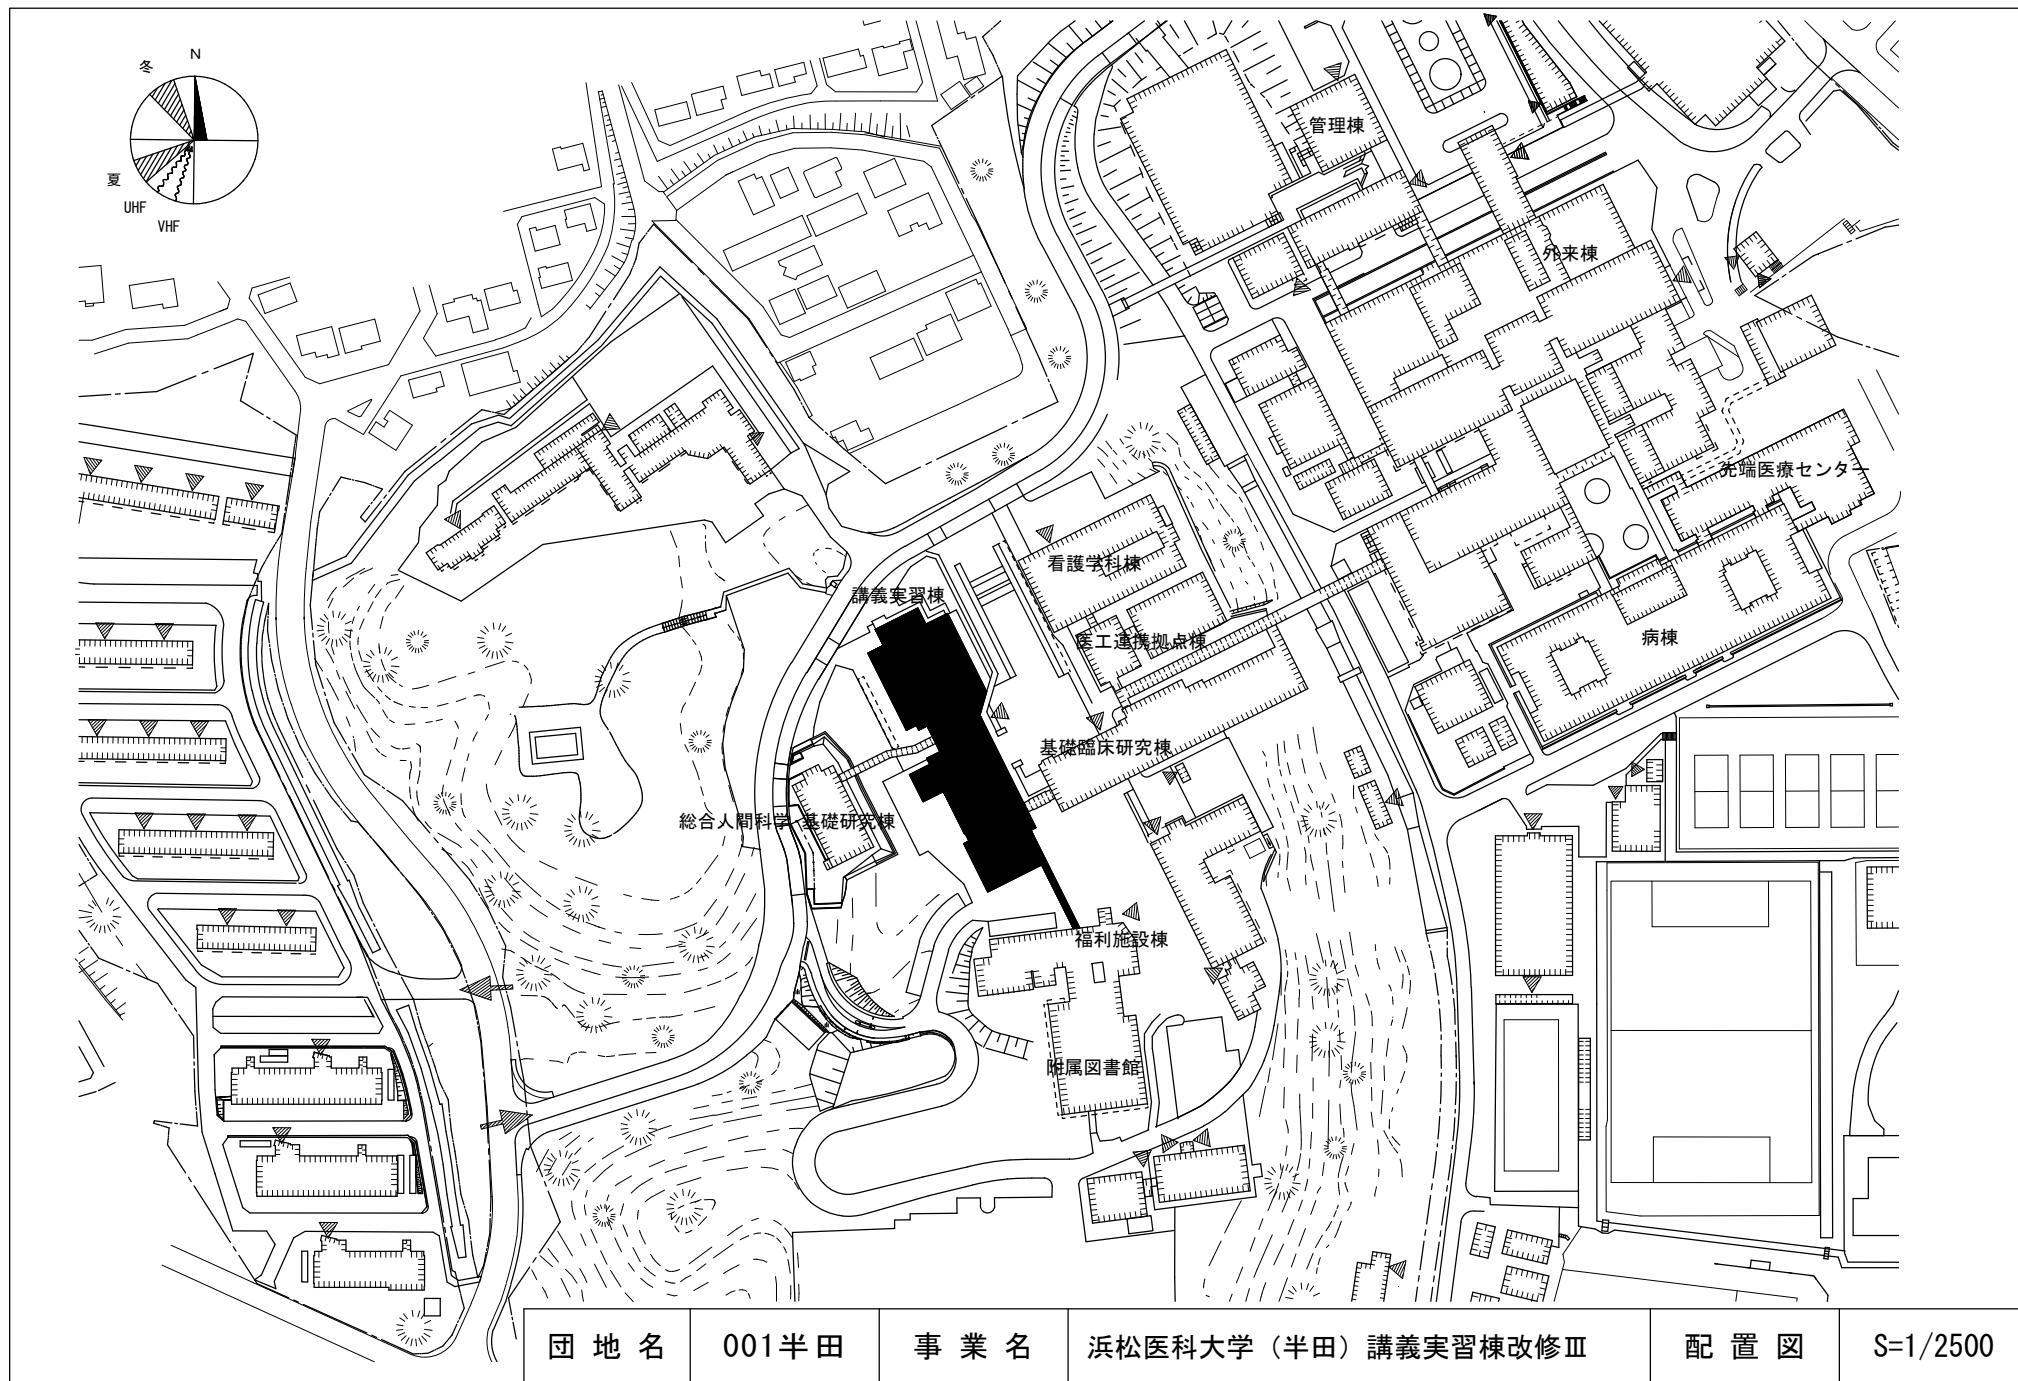 N
冬
夏
UHF
VHF
管理棟
外来棟
先端医療センター
看護学科棟
講義実習棟
医工連携拠点棟
病棟
基礎臨床研究棟
総合人間科学・基礎研究棟
福利施設棟
附属図書館
団地名 001半田 事業名 浜松医科大学（半田）講義実習棟改修Ⅲ 配置図 S=1/2500